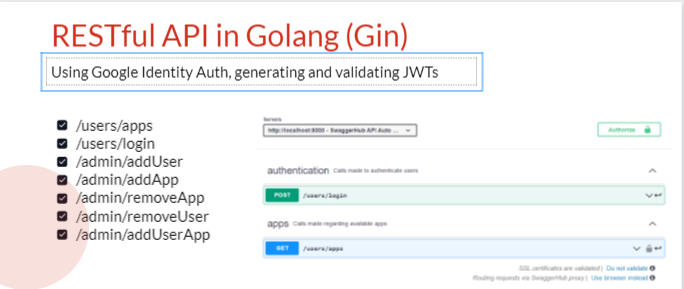 RESTful API in Golang (Gin)
Using Google Identity Auth, generating and validating JWTs
/users/apps
/users/login
/admin/addUser
/admin/addApp
/admin/removeApp
/admin/removeUser
/admin/addUserApp
Servers
http://localhost:8000 - SwaggerHub API Auto ...
Authorize
authentication Calls made to authenticate users
POST /users/login
apps Calls made regarding available apps
GET /users/apps
SSL certificates are validated | Do not validate
Routing requests via SwaggerHub proxy | Use browser instead